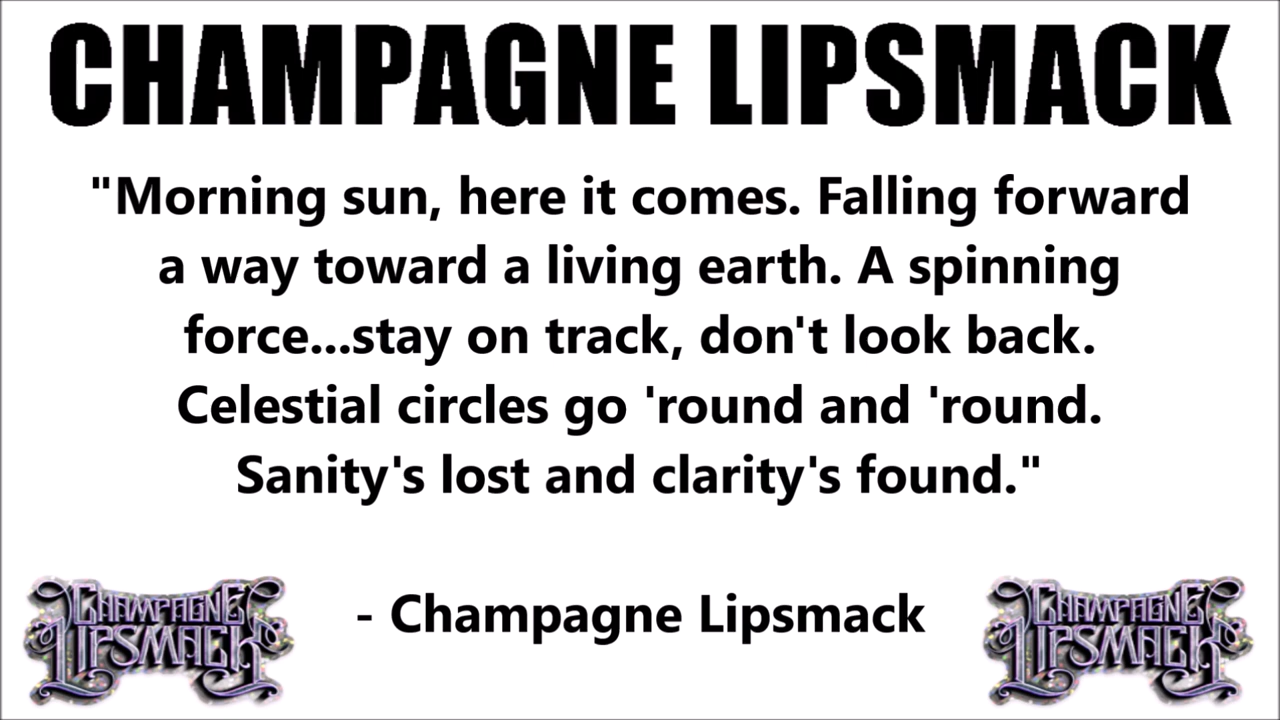 CHAMPAGNE LIPSMACK
"Morning sun, here it comes. Falling forward
a way toward a living earth. A spinning
force...stay on track, don't look back.
Celestial circles go 'round and 'round.
Sanity's lost and clarity's found."
- Champagne Lipsmack
CHAMPAGNE
LIPSMACK
CHAMPAGNE
LIPSMACK